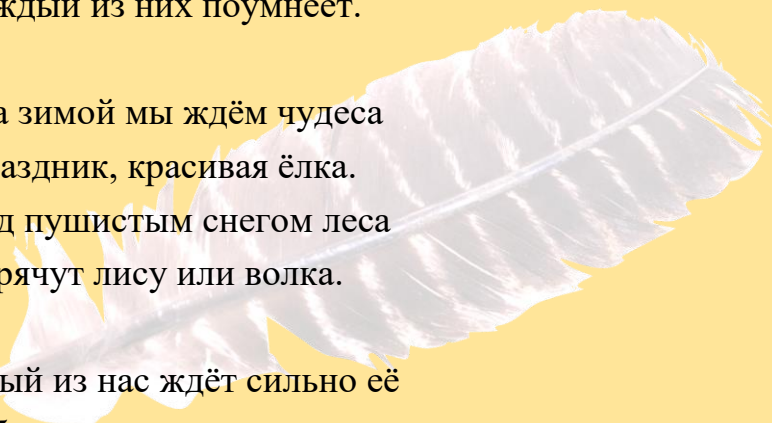 ждый из них поумнеет.
а зимой мы ждём чудеса
аздник, красивая ёлка.
д пушистым снегом леса
рячут лису или волка.
ый из нас ждёт сильно её